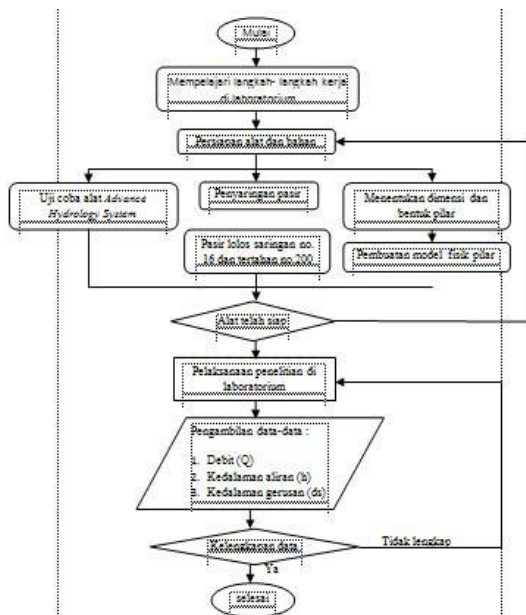 Mulai
Mempelajari langkah- langkah kerja
di laboratorium
Persiapan alat dan bahan
Uji coba alat Advance
Hydrology System
Penyaringan pasir
Menentukan dimensi dan
bentuk pilar
Pasir lolos saringan no.
16 dan tertahan no.200
Pembuatan model fisik pilar
Alat telah siap
Pelaksanaan penelitian di
laboratorium
Pengambilan data-data :
1. Debit (Q)
2. Kedalaman aliran (h)
3. Kedalaman gerusan (ds)
Kelengkapan data
Tidak lengkap
Ya
selesai